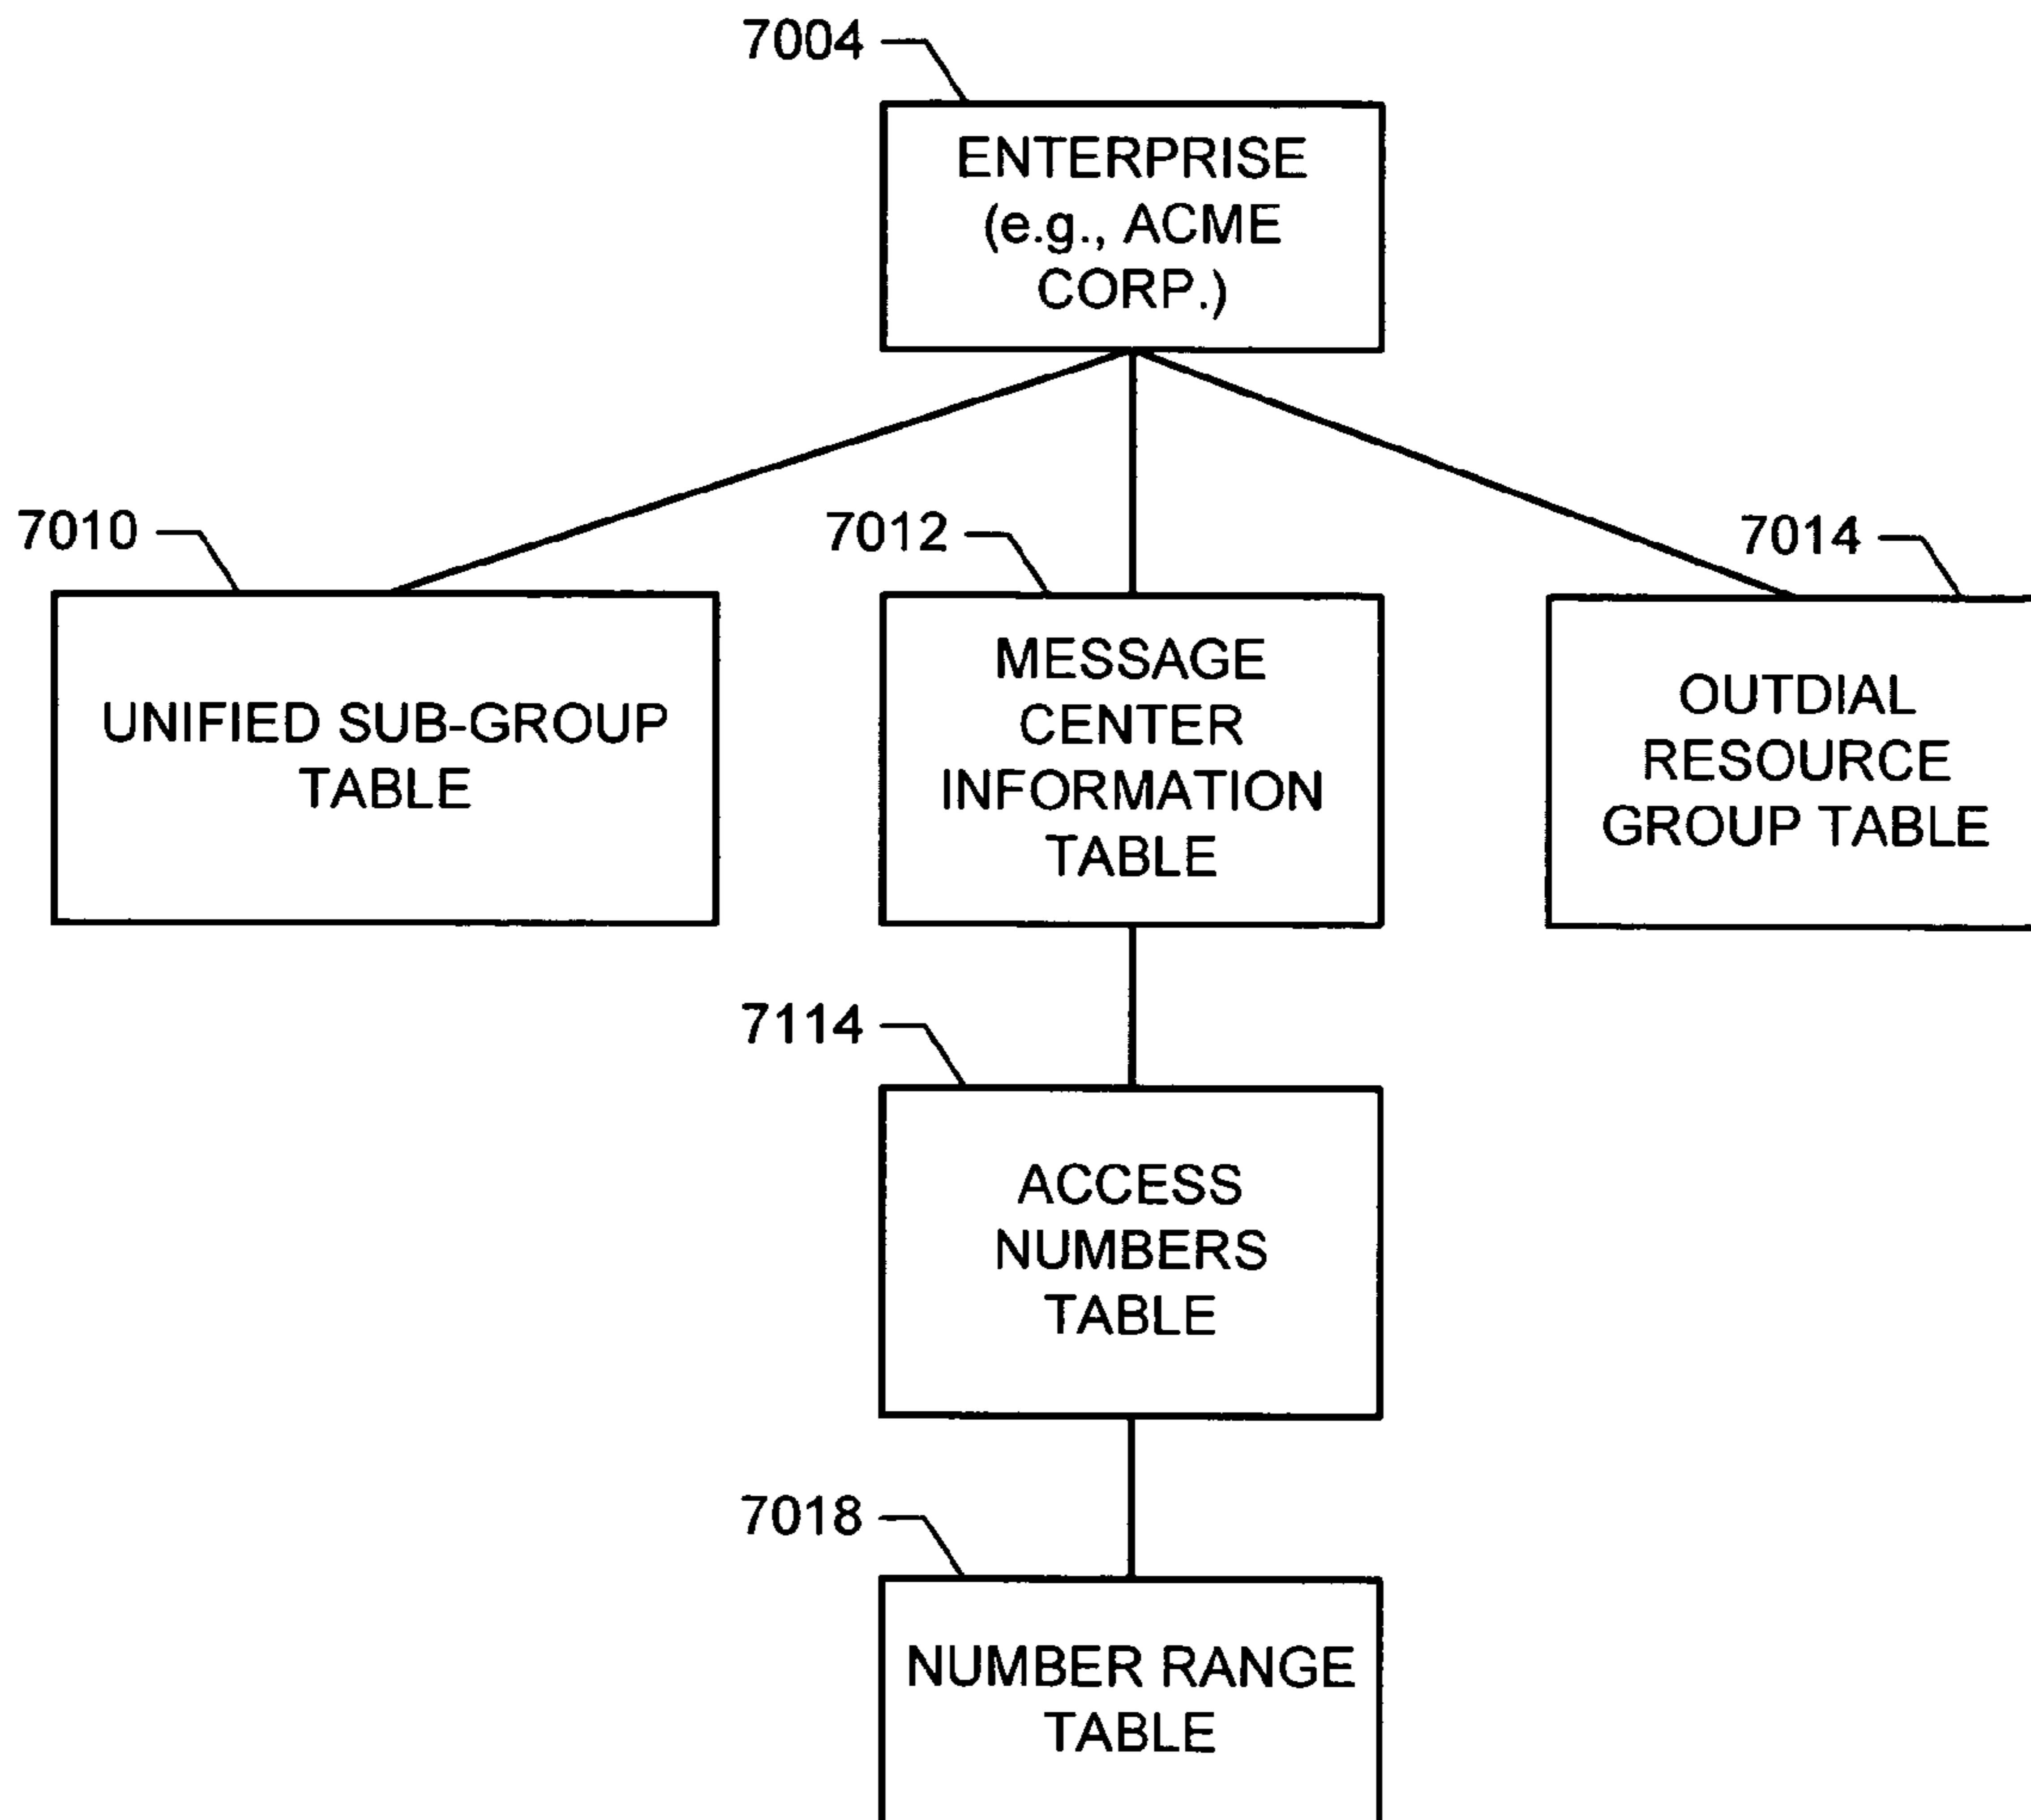 7004
ENTERPRISE
(e.g., ACME
CORP.)
7010
7012
7014
UNIFIED SUB-GROUP
TABLE
MESSAGE
CENTER
INFORMATION
TABLE
OUTDIAL
RESOURCE
GROUP TABLE
7114
ACCESS
NUMBERS
TABLE
7018
NUMBER RANGE
TABLE